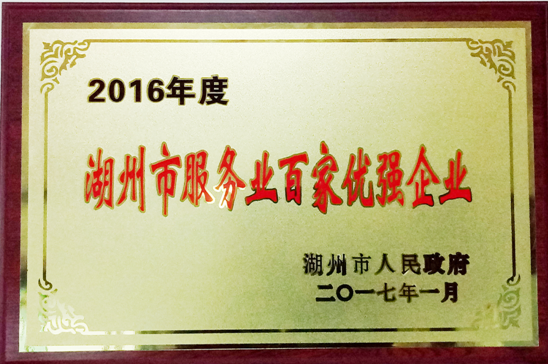 2016年度
湖州市服务业百家优强企业
湖州市人民政府
二〇一七年一月